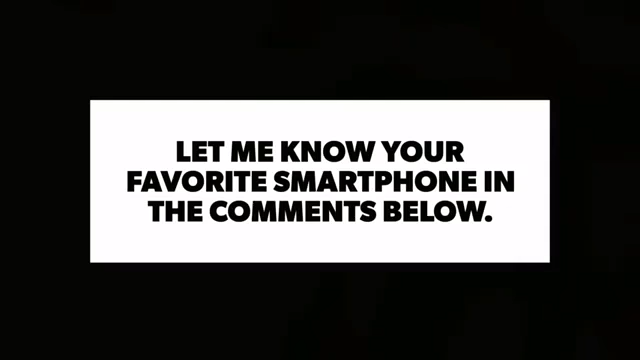 LET ME KNOW YOUR
FAVORITE SMARTPHONE IN
THE COMMENTS BELOW.